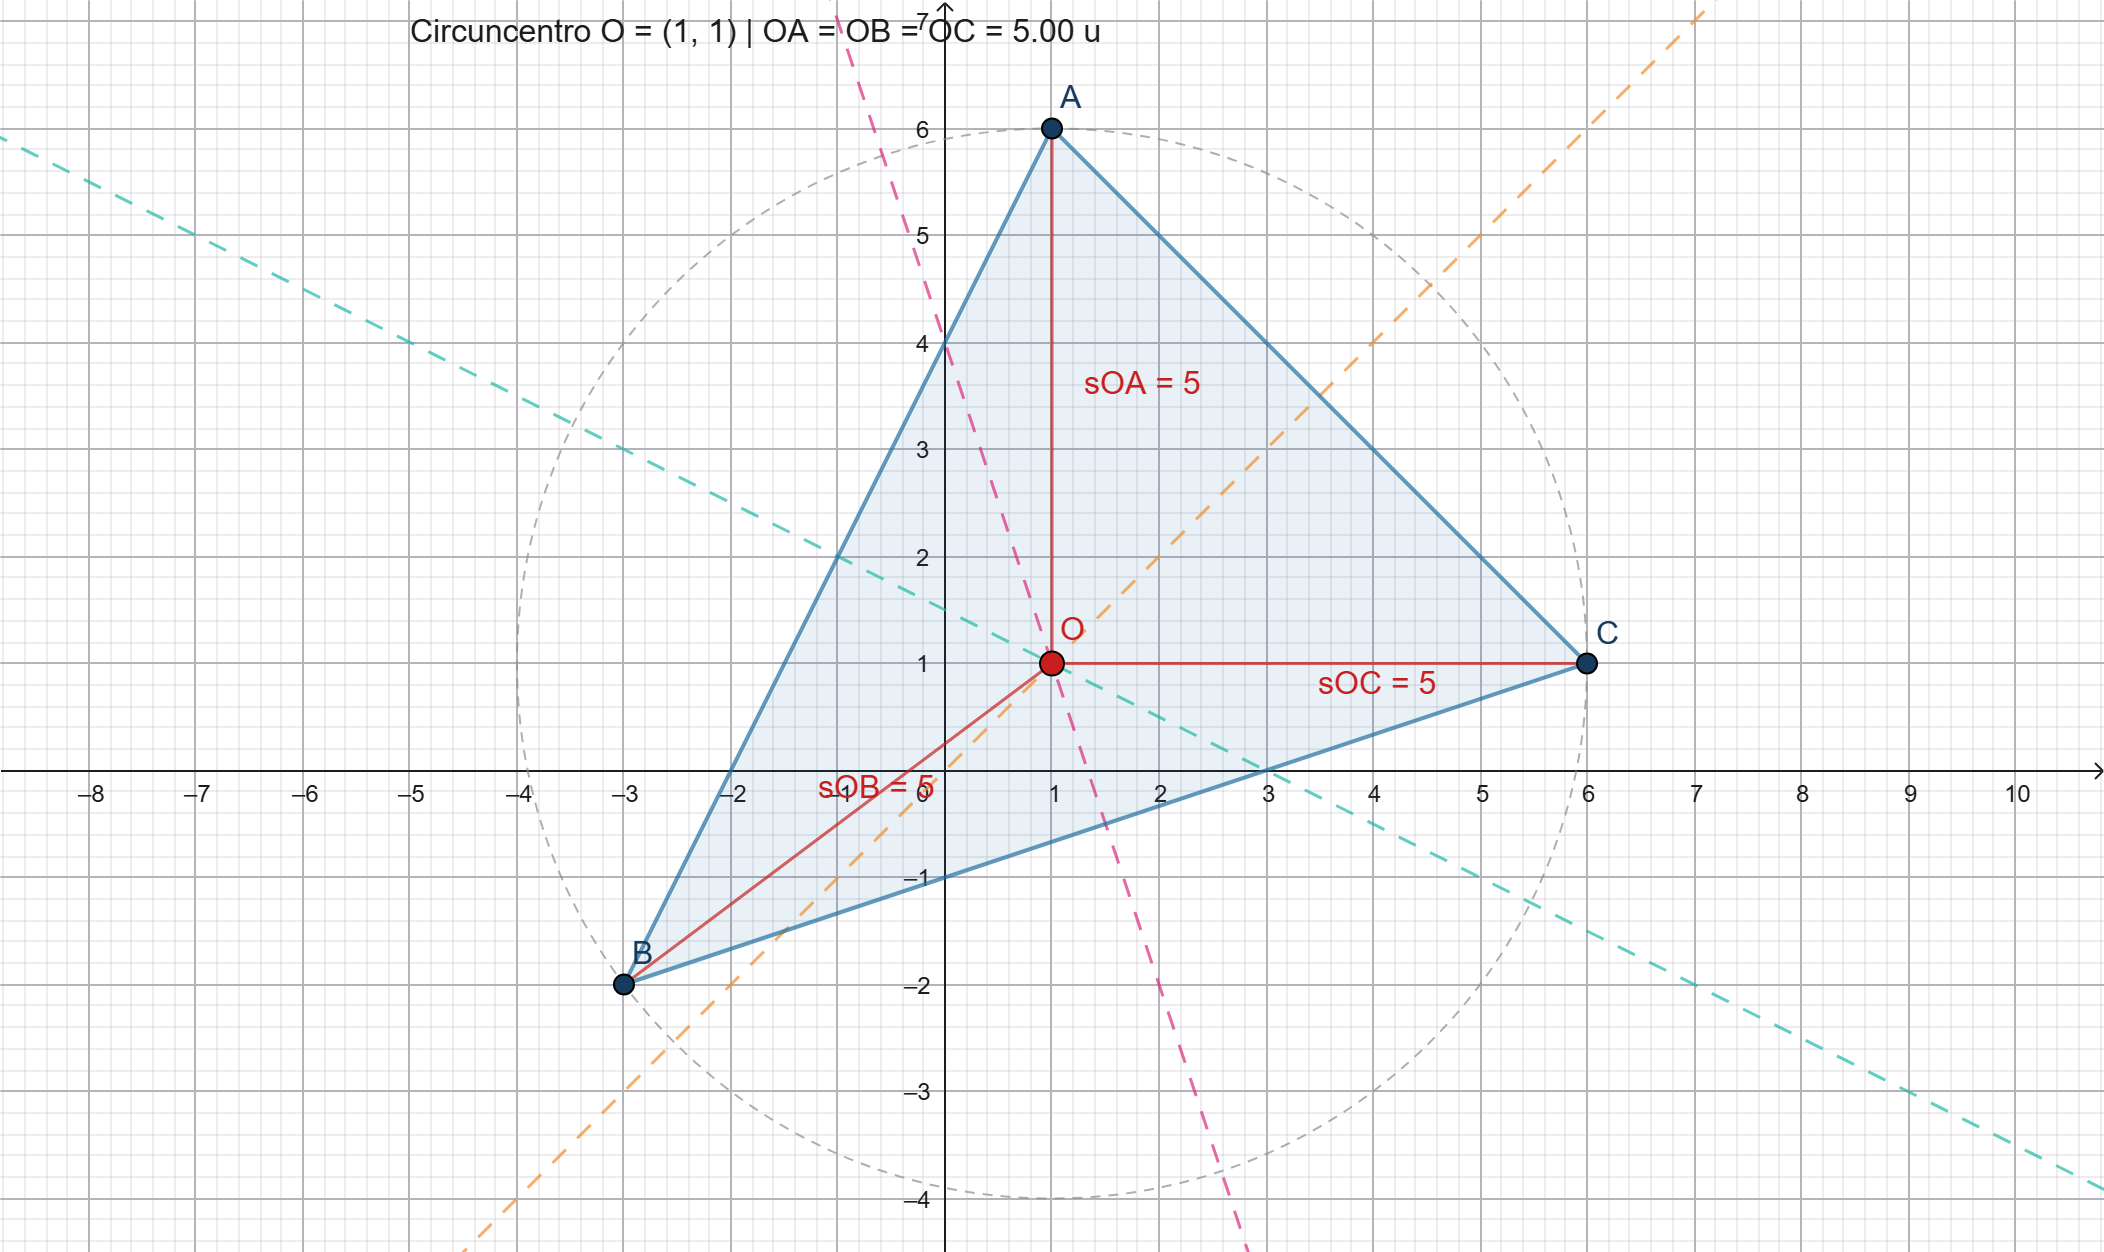 Circuncentro O = (1, 1) | OA = OB = OC = 5.00 u
7
A
6
5
4
sOA = 5
3
2
O
C
1
sOC = 5
sOB = 5
–8 –7 –6 –5 –4 –3 –2 –1 0 1 2 3 4 5 6 7 8 9 10
–1
B
–2
–3
–4